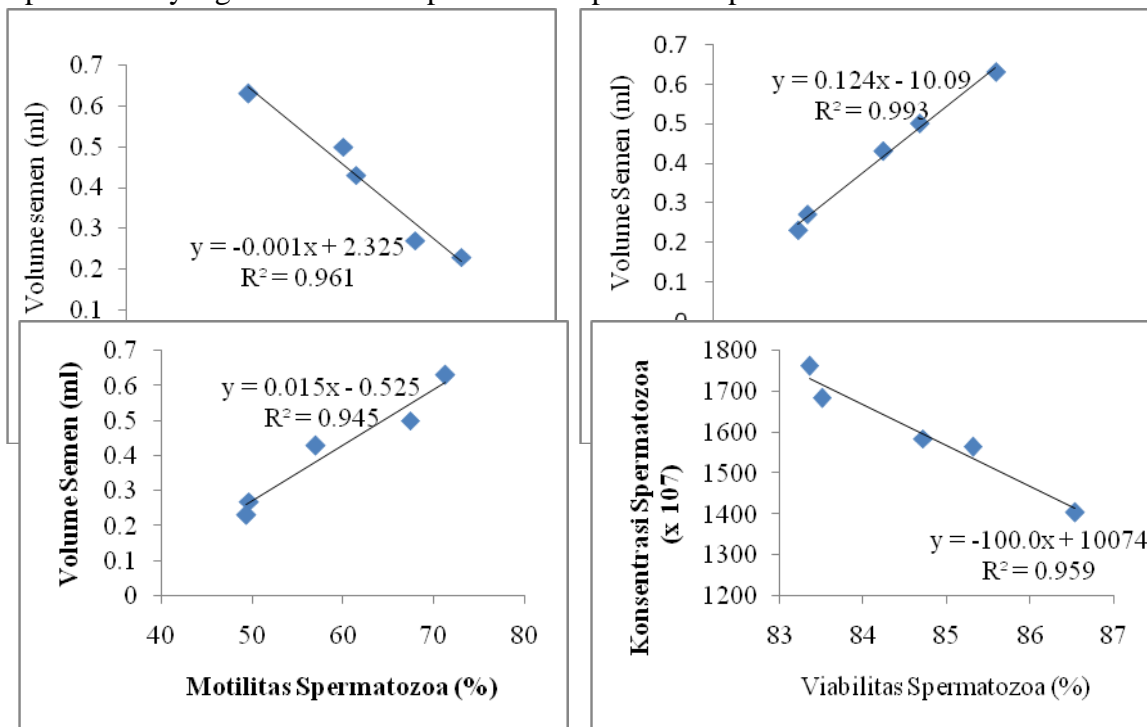 0.7
0.6
0.5
0.4
0.3
0.2
0.1
Volume semen (ml)
y = -0.001x + 2.325
R² = 0.961
0.7
0.6
0.5
0.4
0.3
0.2
0.1
Volume Semen (ml)
y = 0.124x - 10.09
R² = 0.993
0.7
0.6
0.5
0.4
0.3
0.2
0.1
0
Volume Semen (ml)
y = 0.015x - 0.525
R² = 0.945
40 50 60 70 80
Motilitas Spermatozoa (%)
1800
1700
1600
1500
1400
1300
1200
Konsentrasi Spermatozoa
(x 107)
y = -100.0x + 10074
R² = 0.959
83 84 85 86 87
Viabilitas Spermatozoa (%)